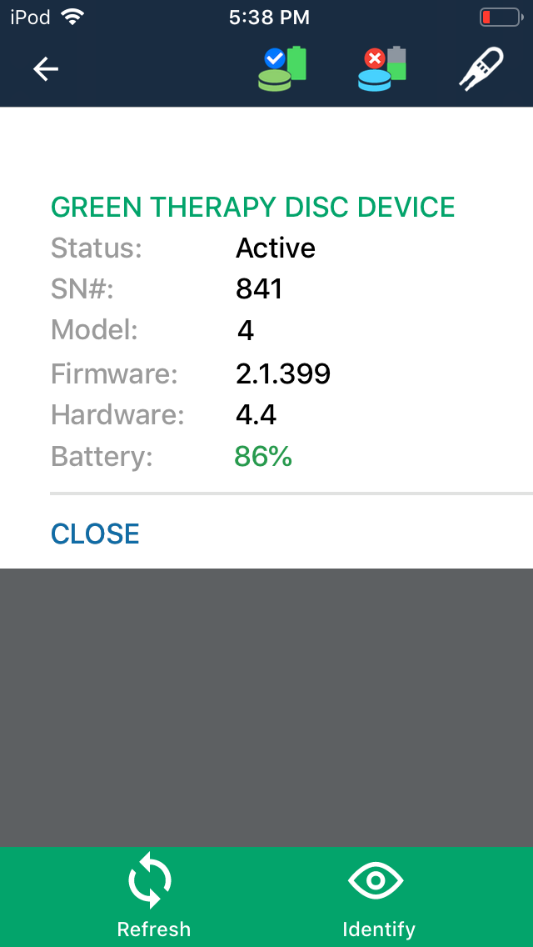 iPod 5:38 PM
GREEN THERAPY DISC DEVICE
Status: Active
SN#: 841
Model: 4
Firmware: 2.1.399
Hardware: 4.4
Battery: 86%
CLOSE
Refresh Identify